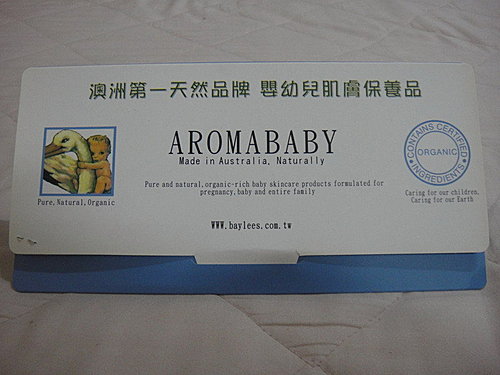 澳洲第一天然品牌 嬰幼兒肌膚保養品
AROMABABY
Made in Australia, Naturally
Pure, Natural, Organic
Pure and natural, organic-rich baby skincare products formulated for
pregnancy, baby and entire family
www.baylees.com.tw
CONTAINS CERTIFIED
ORGANIC
INGREDIENTS
Caring for our children,
Caring for our Earth